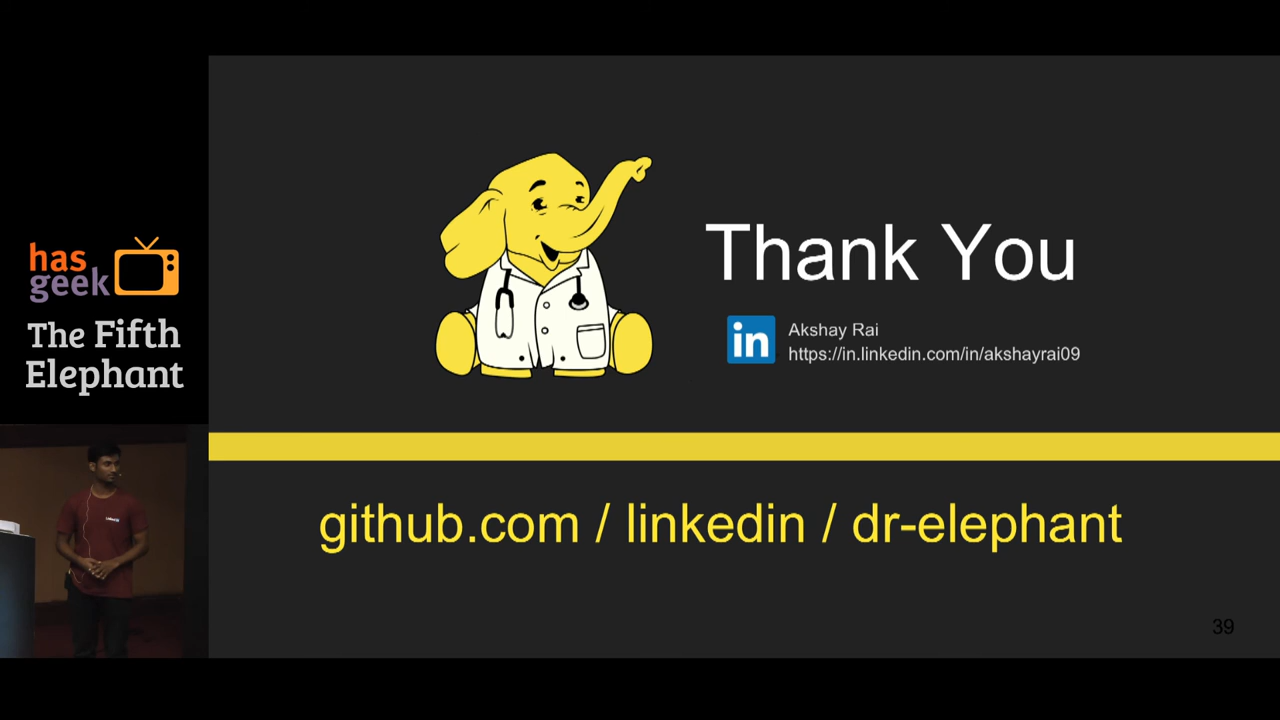 has
geek
The Fifth
Elephant
Thank You
in
Akshay Rai
https://in.linkedin.com/in/akshayrai09
github.com / linkedin / dr-elephant
39